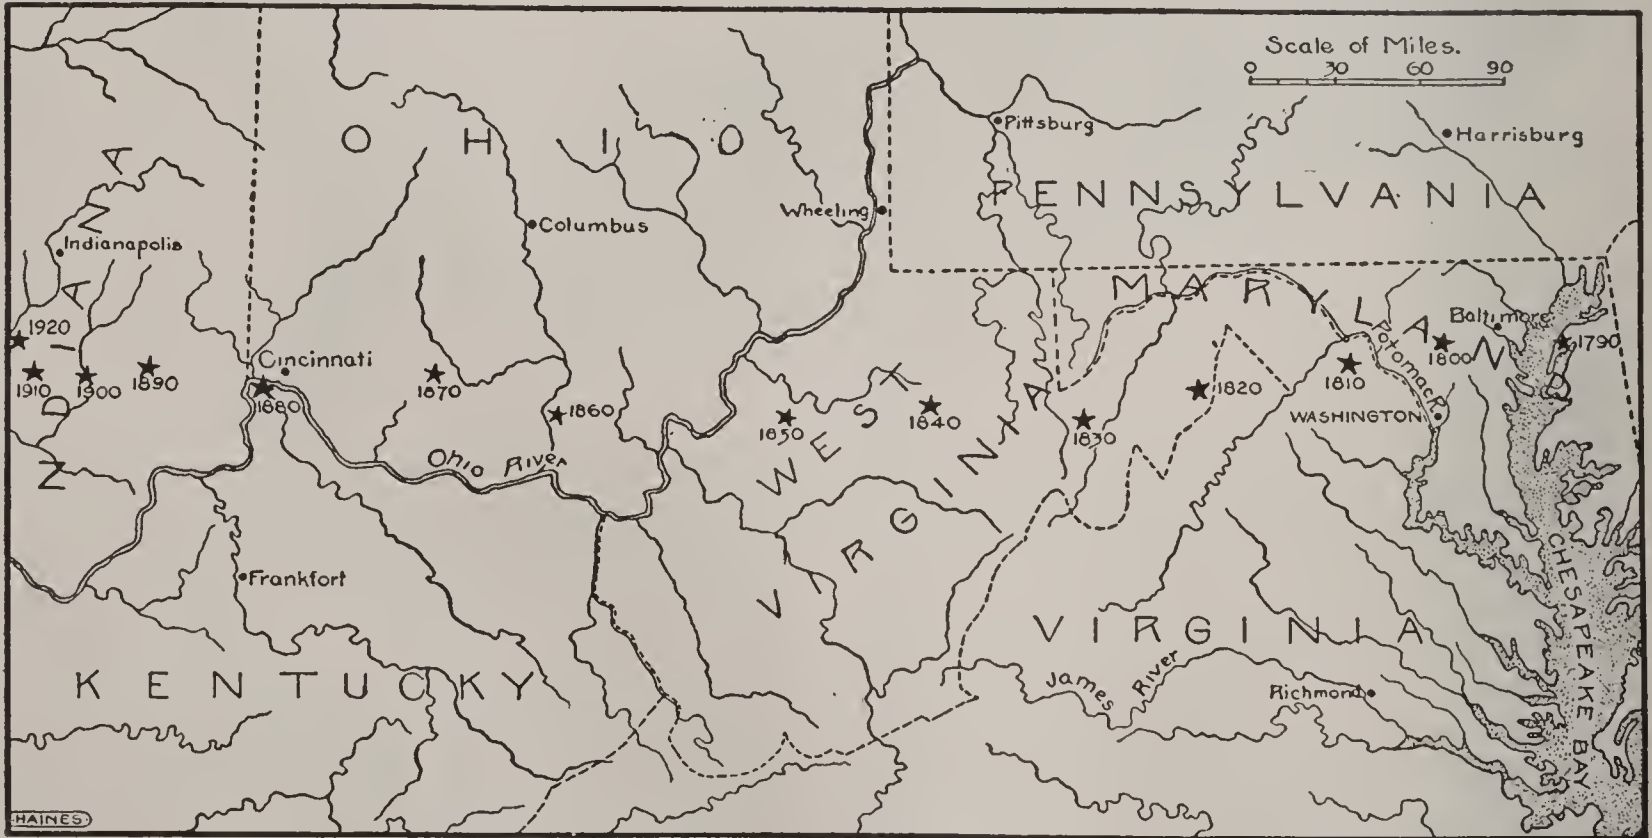 Scale of Miles.
0 30 60 90
OHIO
Pittsburg
Harrisburg
PENNSYLVANIA
Wheeling
Columbus
Indianapolis
INDIANA
MARYLAND
Baltimore
Potomac R
1920
1910
1900
1890
Cincinnati
1880
1870
1860
1850
1840
1830
1820
1810
1800
1790
WASHINGTON
Ohio River
WEST
VIRGINIA
Frankfort
KENTUCKY
VIRGINIA
James River
Richmond
CHESAPEAKE BAY
HAINES